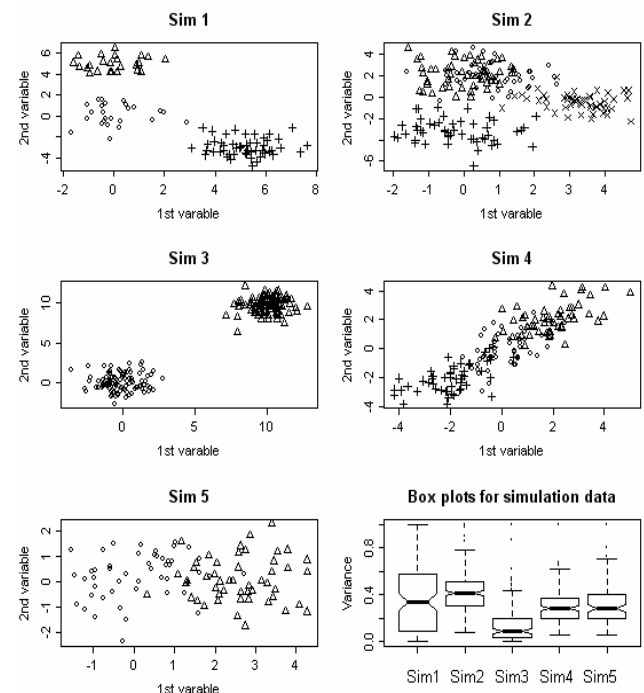 Sim 1
2nd variable
6
4
2
0
-4
-2
0
2
4
6
8
1st varable
Sim 2
2nd variable
4
2
0
-2
-6
-2
-1
0
1
2
3
4
1st varable
Sim 3
2nd variable
10
5
0
0
5
10
1st varable
Sim 4
2nd variable
4
2
0
-2
-4
-4
-2
0
2
4
1st varable
Sim 5
2nd variable
2
1
0
-1
-2
-1
0
1
2
3
4
1st varable
Box plots for simulation data
Variance
0.8
0.4
0.0
Sim1
Sim2
Sim3
Sim4
Sim5